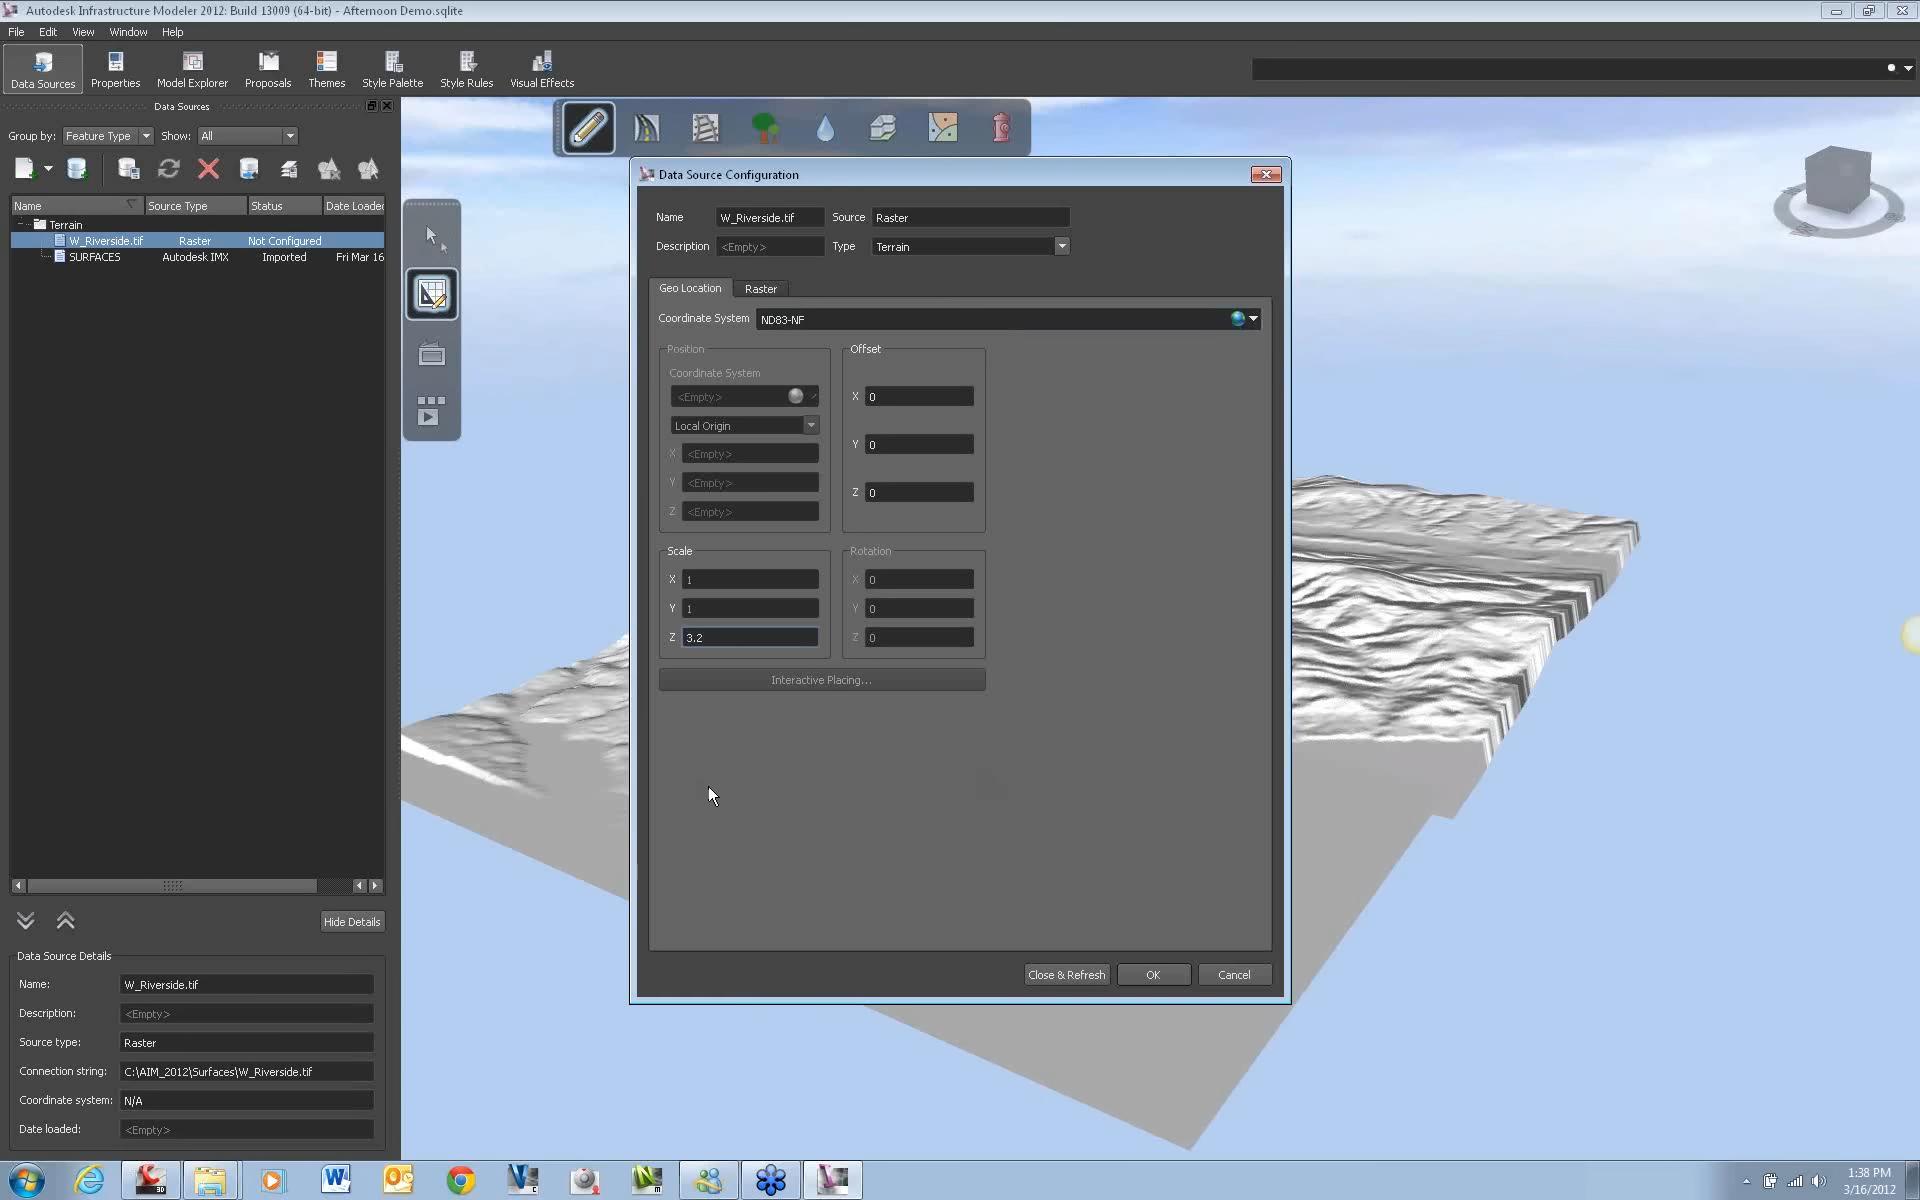 Autodesk Infrastructure Modeler 2012: Build 13009 (64-bit) - Afternoon Demo.sqlite
File Edit View Window Help
Data Sources Properties Model Explorer Proposals Themes Style Palette Style Rules Visual Effects
Data Sources
Group by: Feature Type Show: All
Name Source Type Status Date Loaded
Terrain
W_Riverside.tif Raster Not Configured
SURFACES Autodesk IMX Imported Fri Mar 16
Hide Details
Data Source Details
Name: W_Riverside.tif
Description: <Empty>
Source type: Raster
Connection string: C:\AIM_2012\Surfaces\W_Riverside.tif
Coordinate system: N/A
Date loaded: <Empty>
Data Source Configuration
Name W_Riverside.tif Source Raster
Description <Empty> Type Terrain
Geo Location Raster
Coordinate System ND83-NF
Position
Coordinate System
<Empty>
Local Origin
X <Empty>
Y <Empty>
Z <Empty>
Offset
X 0
Y 0
Z 0
Scale
X 1
Y 1
Z 3.2
Rotation
X 0
Y 0
Z 0
Interactive Placing...
Close & Refresh OK Cancel
1:38 PM
3/16/2012